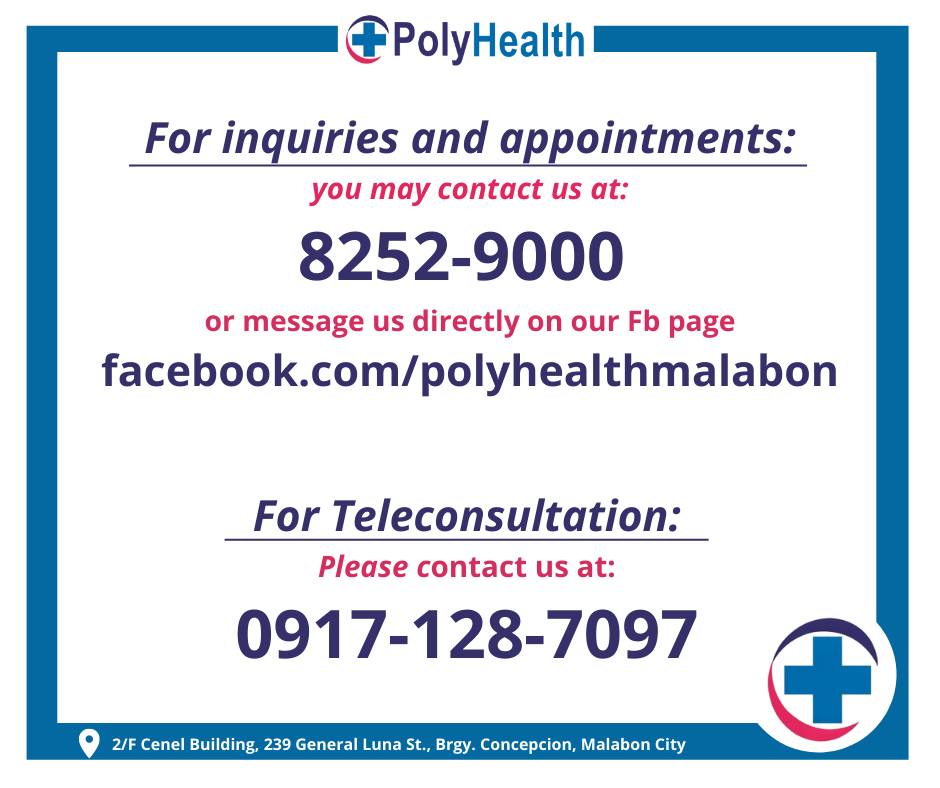 PolyHealth
For inquiries and appointments:
you may contact us at:
8252-9000
or message us directly on our Fb page
facebook.com/polyhealthmalabon
For Teleconsultation:
Please contact us at:
0917-128-7097
2/F Cenel Building, 239 General Luna St., Brgy. Concepcion, Malabon City